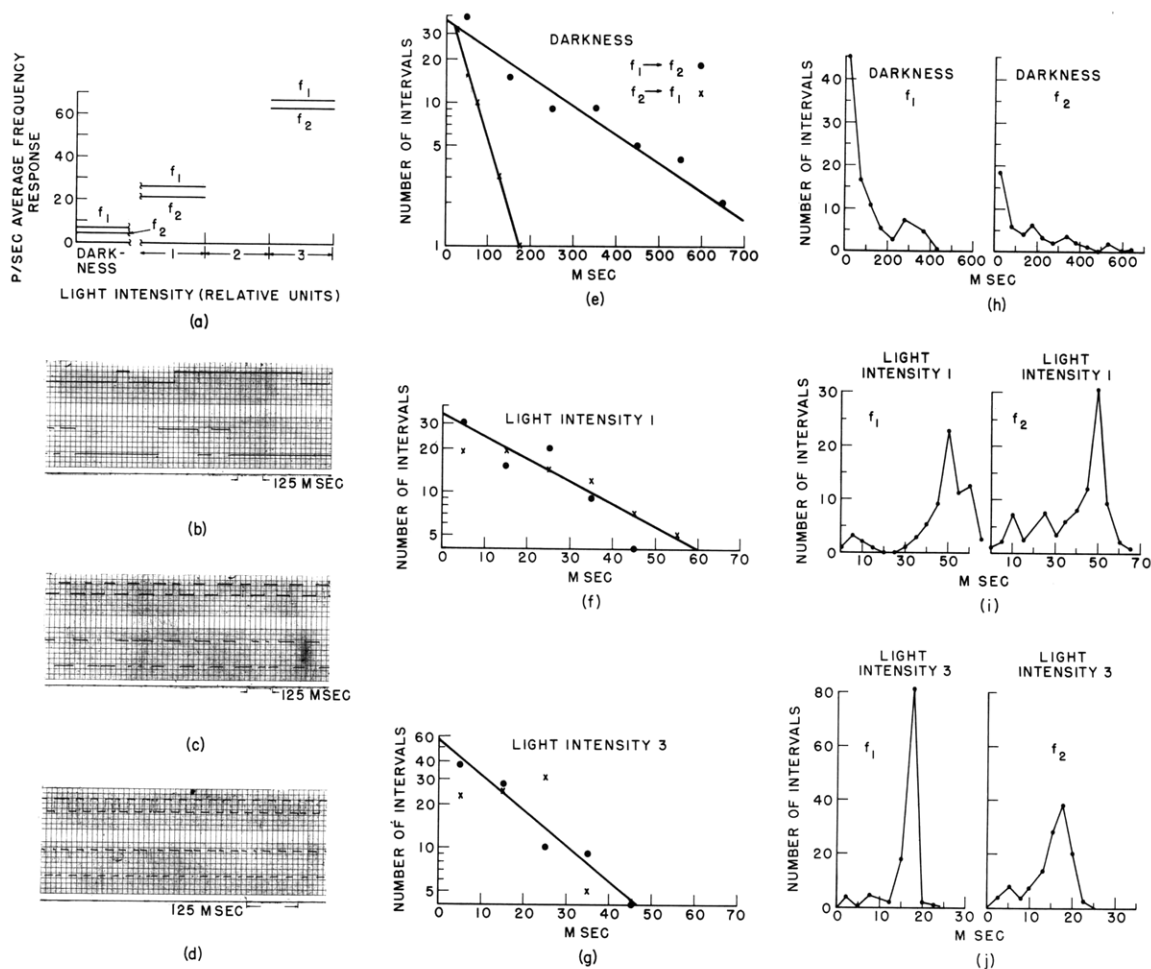 P/SEC AVERAGE FREQUENCY
RESPONSE
60
40
20
0
f₁
f₂
f₁
f₂
f₁
f₂
DARK-
NESS
1
2
3
LIGHT INTENSITY (RELATIVE UNITS)
(a)
125 MSEC
(b)
125 MSEC
(c)
125 MSEC
(d)
NUMBER OF INTERVALS
30
20
10
5
1
DARKNESS
f₁ → f₂ ●
f₂ → f₁ x
0 100 200 300 400 500 600 700
M SEC
(e)
NUMBER OF INTERVALS
30
20
10
5
LIGHT INTENSITY 1
0 10 20 30 40 50 60 70
M SEC
(f)
NUMBER OF INTERVALS
60
40
30
20
10
5
LIGHT INTENSITY 3
0 10 20 30 40 50 60 70
M SEC
(g)
NUMBER OF INTERVALS
40
30
20
10
0
DARKNESS
f₁
DARKNESS
f₂
0 200 400
0 200 400 600
M SEC
M SEC
(h)
LIGHT
INTENSITY 1
LIGHT
INTENSITY 1
NUMBER OF INTERVALS
30
20
10
0
f₁
f₂
0 10 30 50
10 30 50 70
M SEC
M SEC
(i)
LIGHT
INTENSITY 3
LIGHT
INTENSITY 3
NUMBER OF INTERVALS
80
60
40
20
0
f₁
f₂
0 10 20 30
0 10 20 30
M SEC
M SEC
(j)